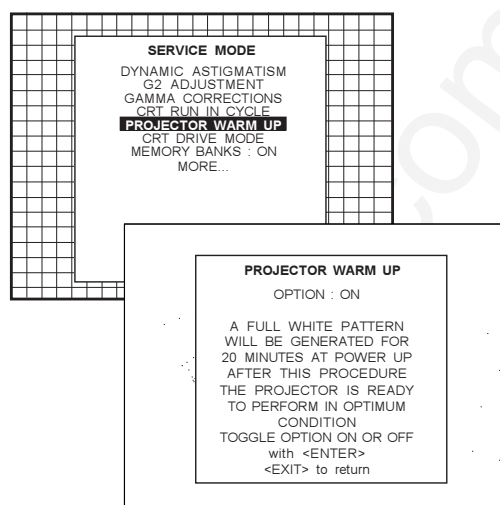 SERVICE MODE
DYNAMIC ASTIGMATISM
G2 ADJUSTMENT
GAMMA CORRECTIONS
CRT RUN IN CYCLE
PROJECTOR WARM UP
CRT DRIVE MODE
MEMORY BANKS : ON
MORE...
PROJECTOR WARM UP
OPTION : ON
A FULL WHITE PATTERN
WILL BE GENERATED FOR
20 MINUTES AT POWER UP
AFTER THIS PROCEDURE
THE PROJECTOR IS READY
TO PERFORM IN OPTIMUM
CONDITION
TOGGLE OPTION ON OR OFF
with <ENTER>
<EXIT> to return